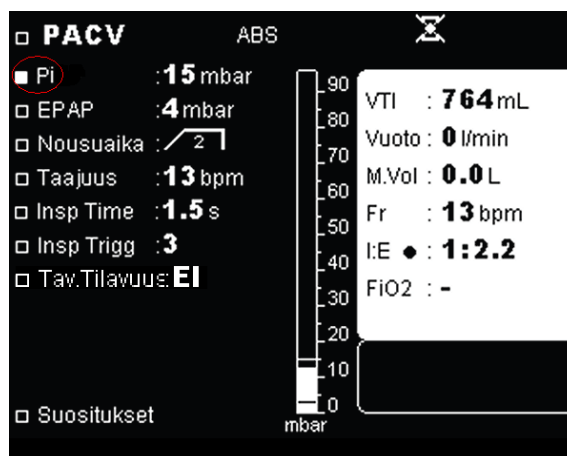 PACV ABS
Pi :15 mbar
EPAP :4 mbar
Nousuaika : 2
Taajuus :13 bpm
Insp Time :1.5 s
Insp Trigg :3
Tav.Tilavuus: EI
Suositukset
90
80
70
60
50
40
30
20
10
0
mbar
VTI : 764 mL
Vuoto : 0 l/min
M.Vol : 0.0 L
Fr : 13 bpm
I:E ● : 1:2.2
FiO2 : -